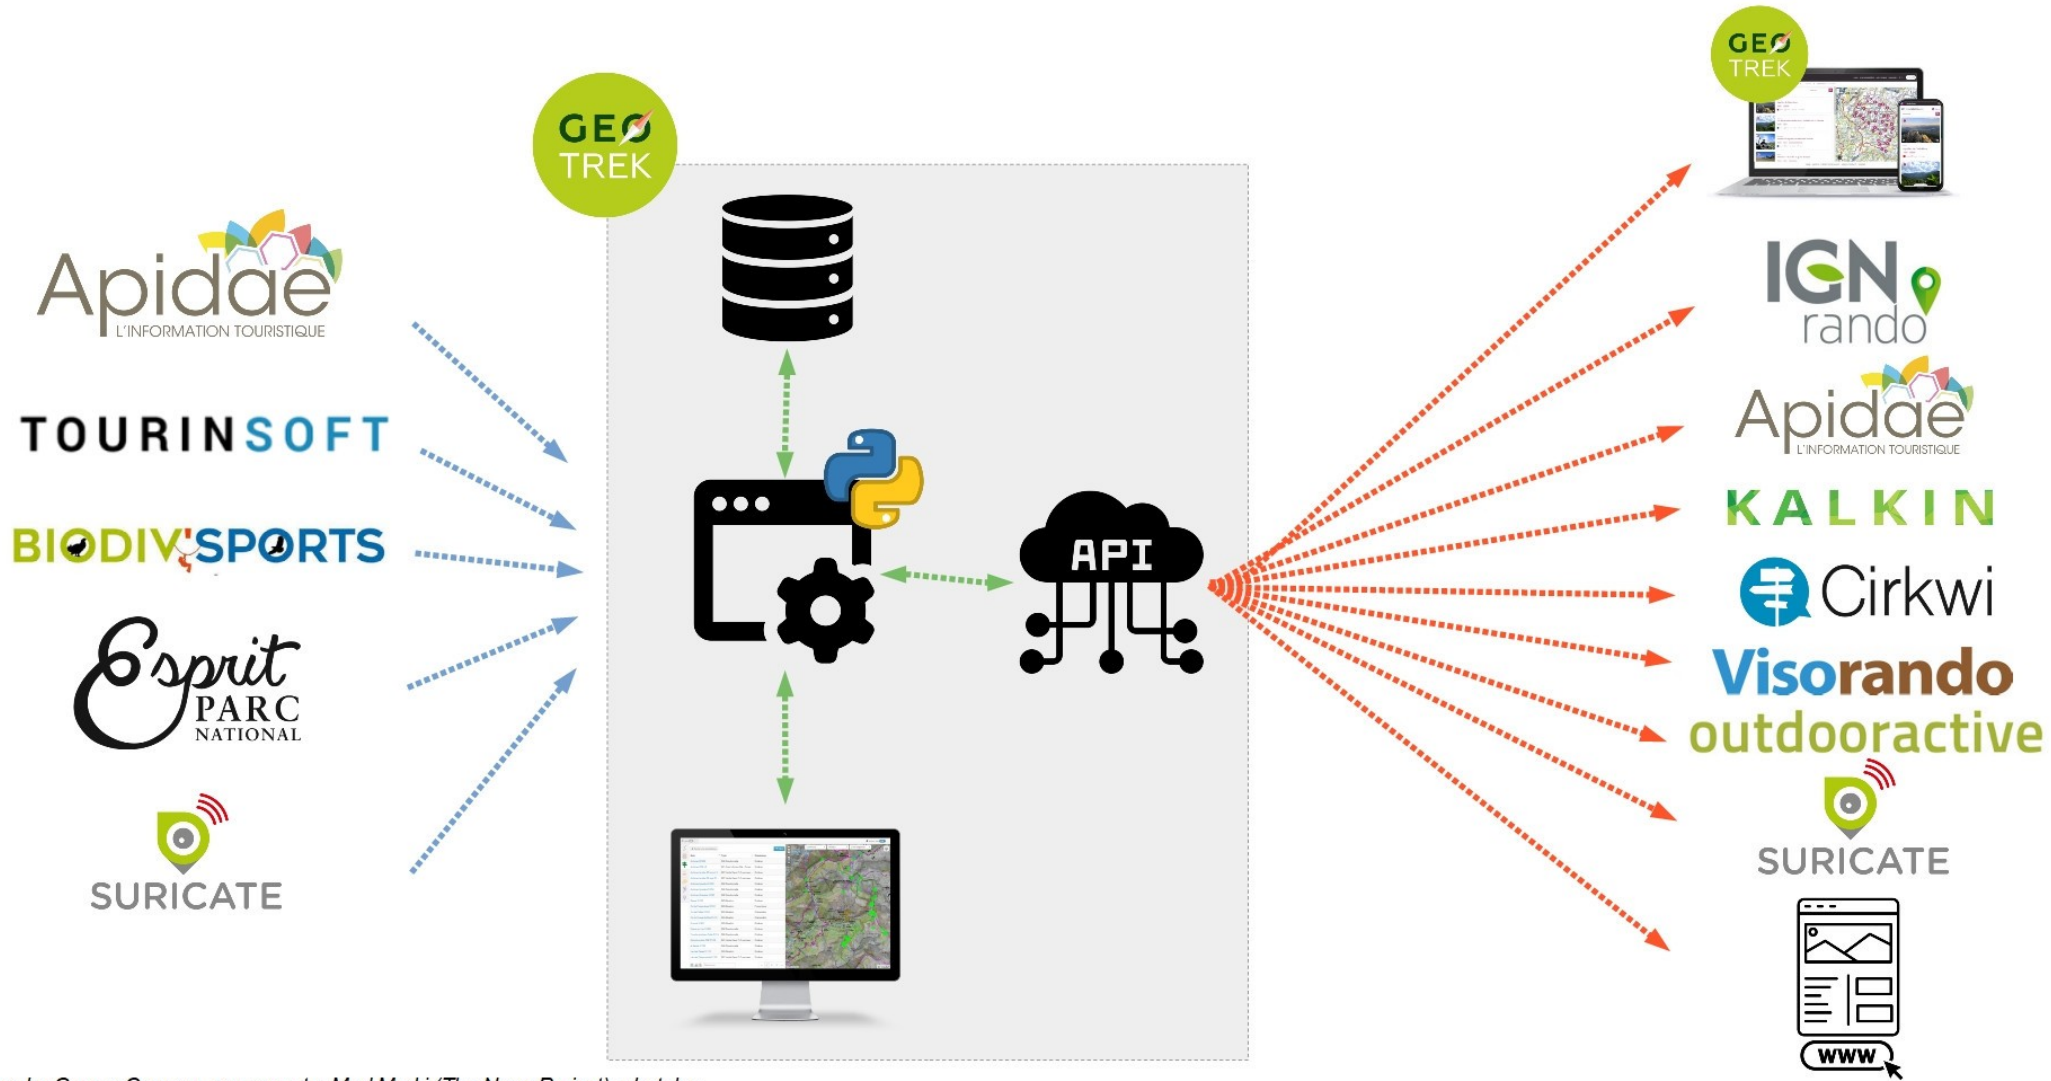 GEO
TREK
Apidae
L'INFORMATION TOURISTIQUE
TOURINSOFT
BIODIV'SPORTS
Esprit
PARC
NATIONAL
SURICATE
API
GEO
TREK
IGN
rando
Apidae
L'INFORMATION TOURISTIQUE
KALKIN
Cirkwi
Visorando
outdooractive
SURICATE
WWW